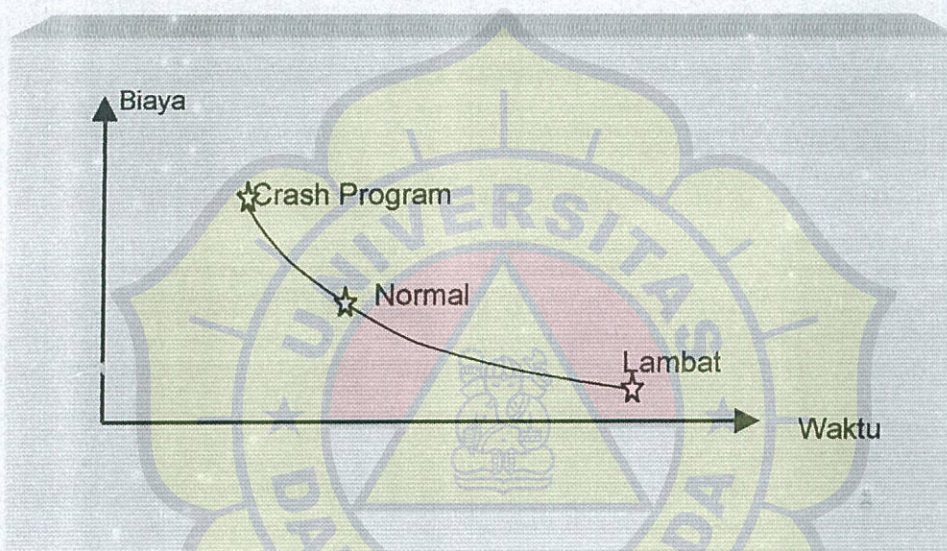 Biaya
Crash Program
Normal
Lambat
Waktu
UNIVERSITAS